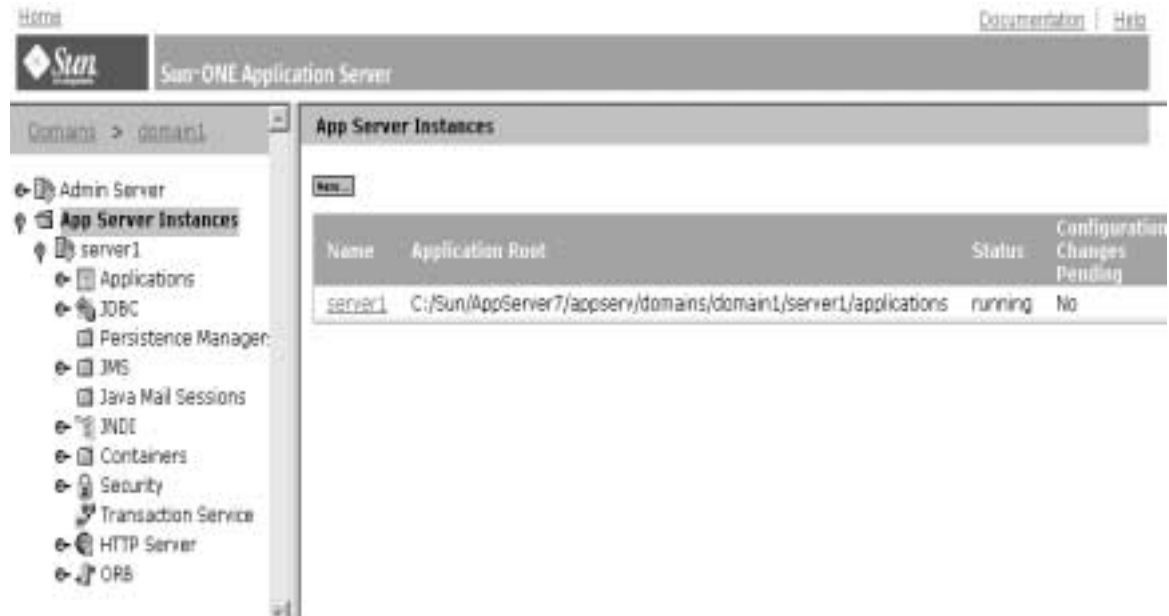 Home
Documentation | Help
Sun
Sun ONE Application Server
Domains > domain1
Admin Server
App Server Instances
server1
Applications
JDBC
Persistence Manager
JMS
Java Mail Sessions
JNDI
Containers
Security
Transaction Service
HTTP Server
ORB
App Server Instances
New...
Name Application Root Status Configuration Changes Pending
server1 C:/Sun/AppServer7/appserv/domains/domain1/server1/applications running No